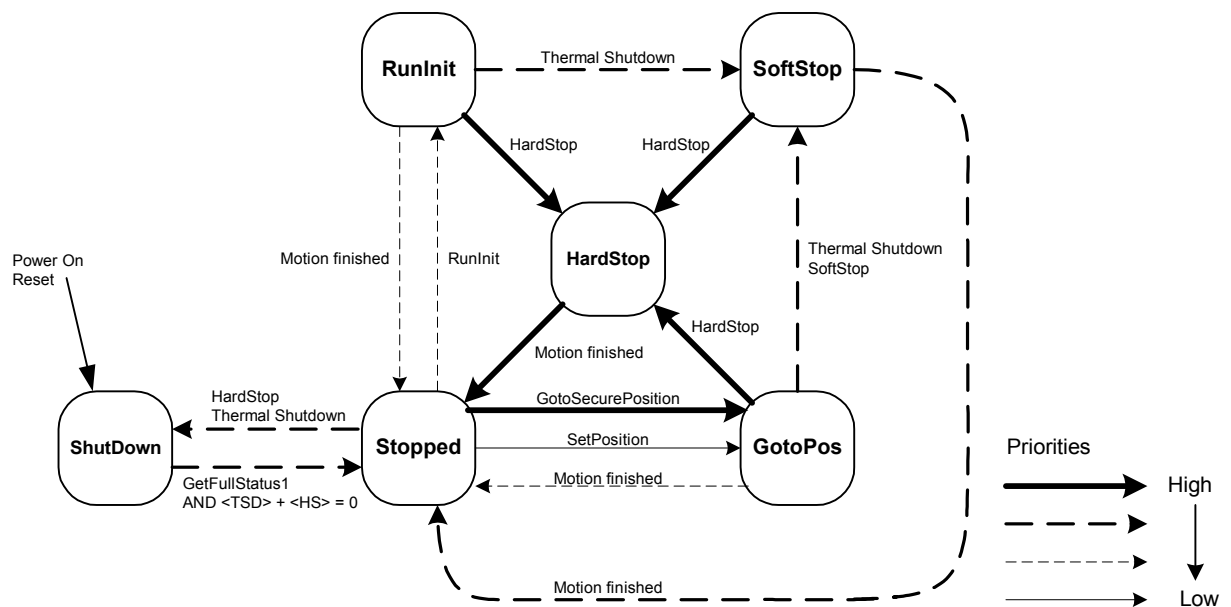 RunInit
Thermal Shutdown
SoftStop
HardStop
HardStop
HardStop
Motion finished
RunInit
Thermal Shutdown
SoftStop
Power On
Reset
HardStop
Motion finished
HardStop
Thermal Shutdown
GotoSecurePosition
ShutDown
Stopped
SetPosition
GotoPos
Motion finished
GetFullStatus1
AND <TSD> + <HS> = 0
Motion finished
Priorities
High
Low